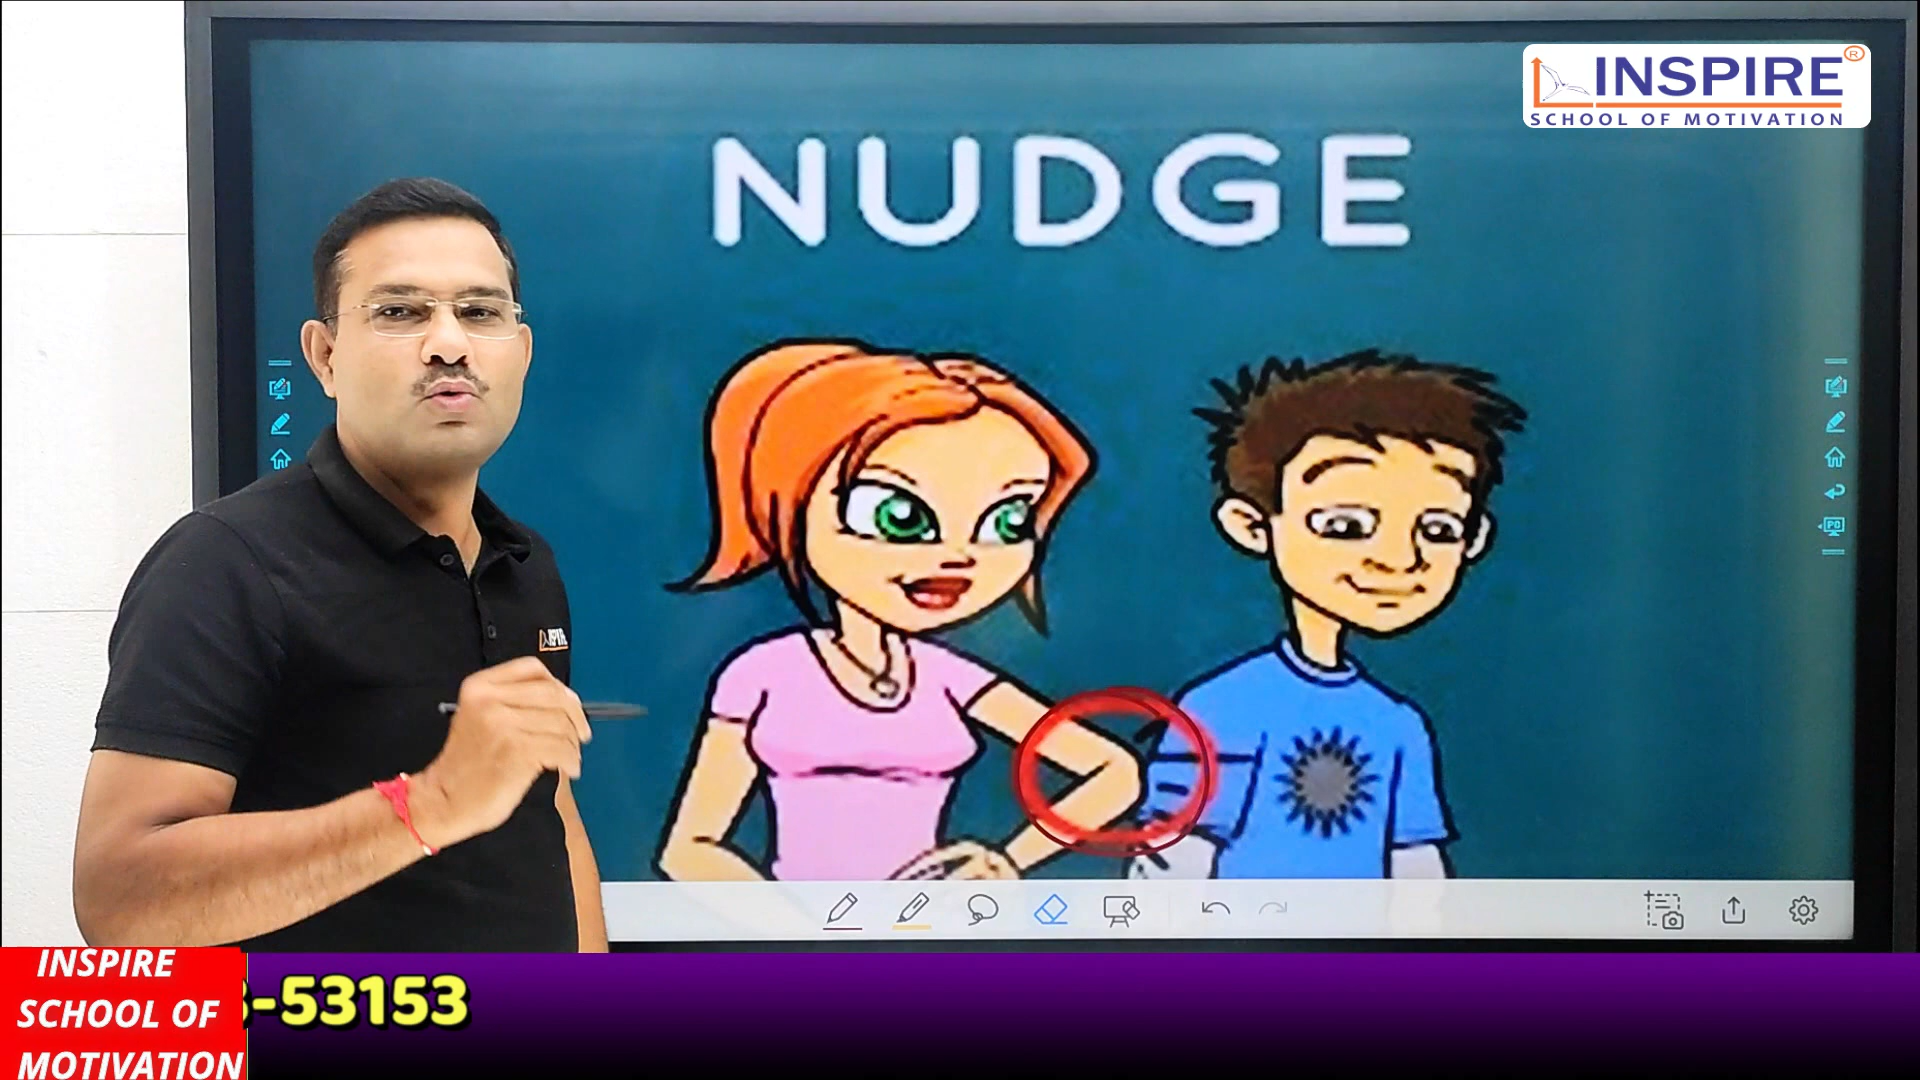 INSPIRE
SCHOOL OF MOTIVATION
NUDGE
INSPIRE
SCHOOL OF
MOTIVATION
-53153